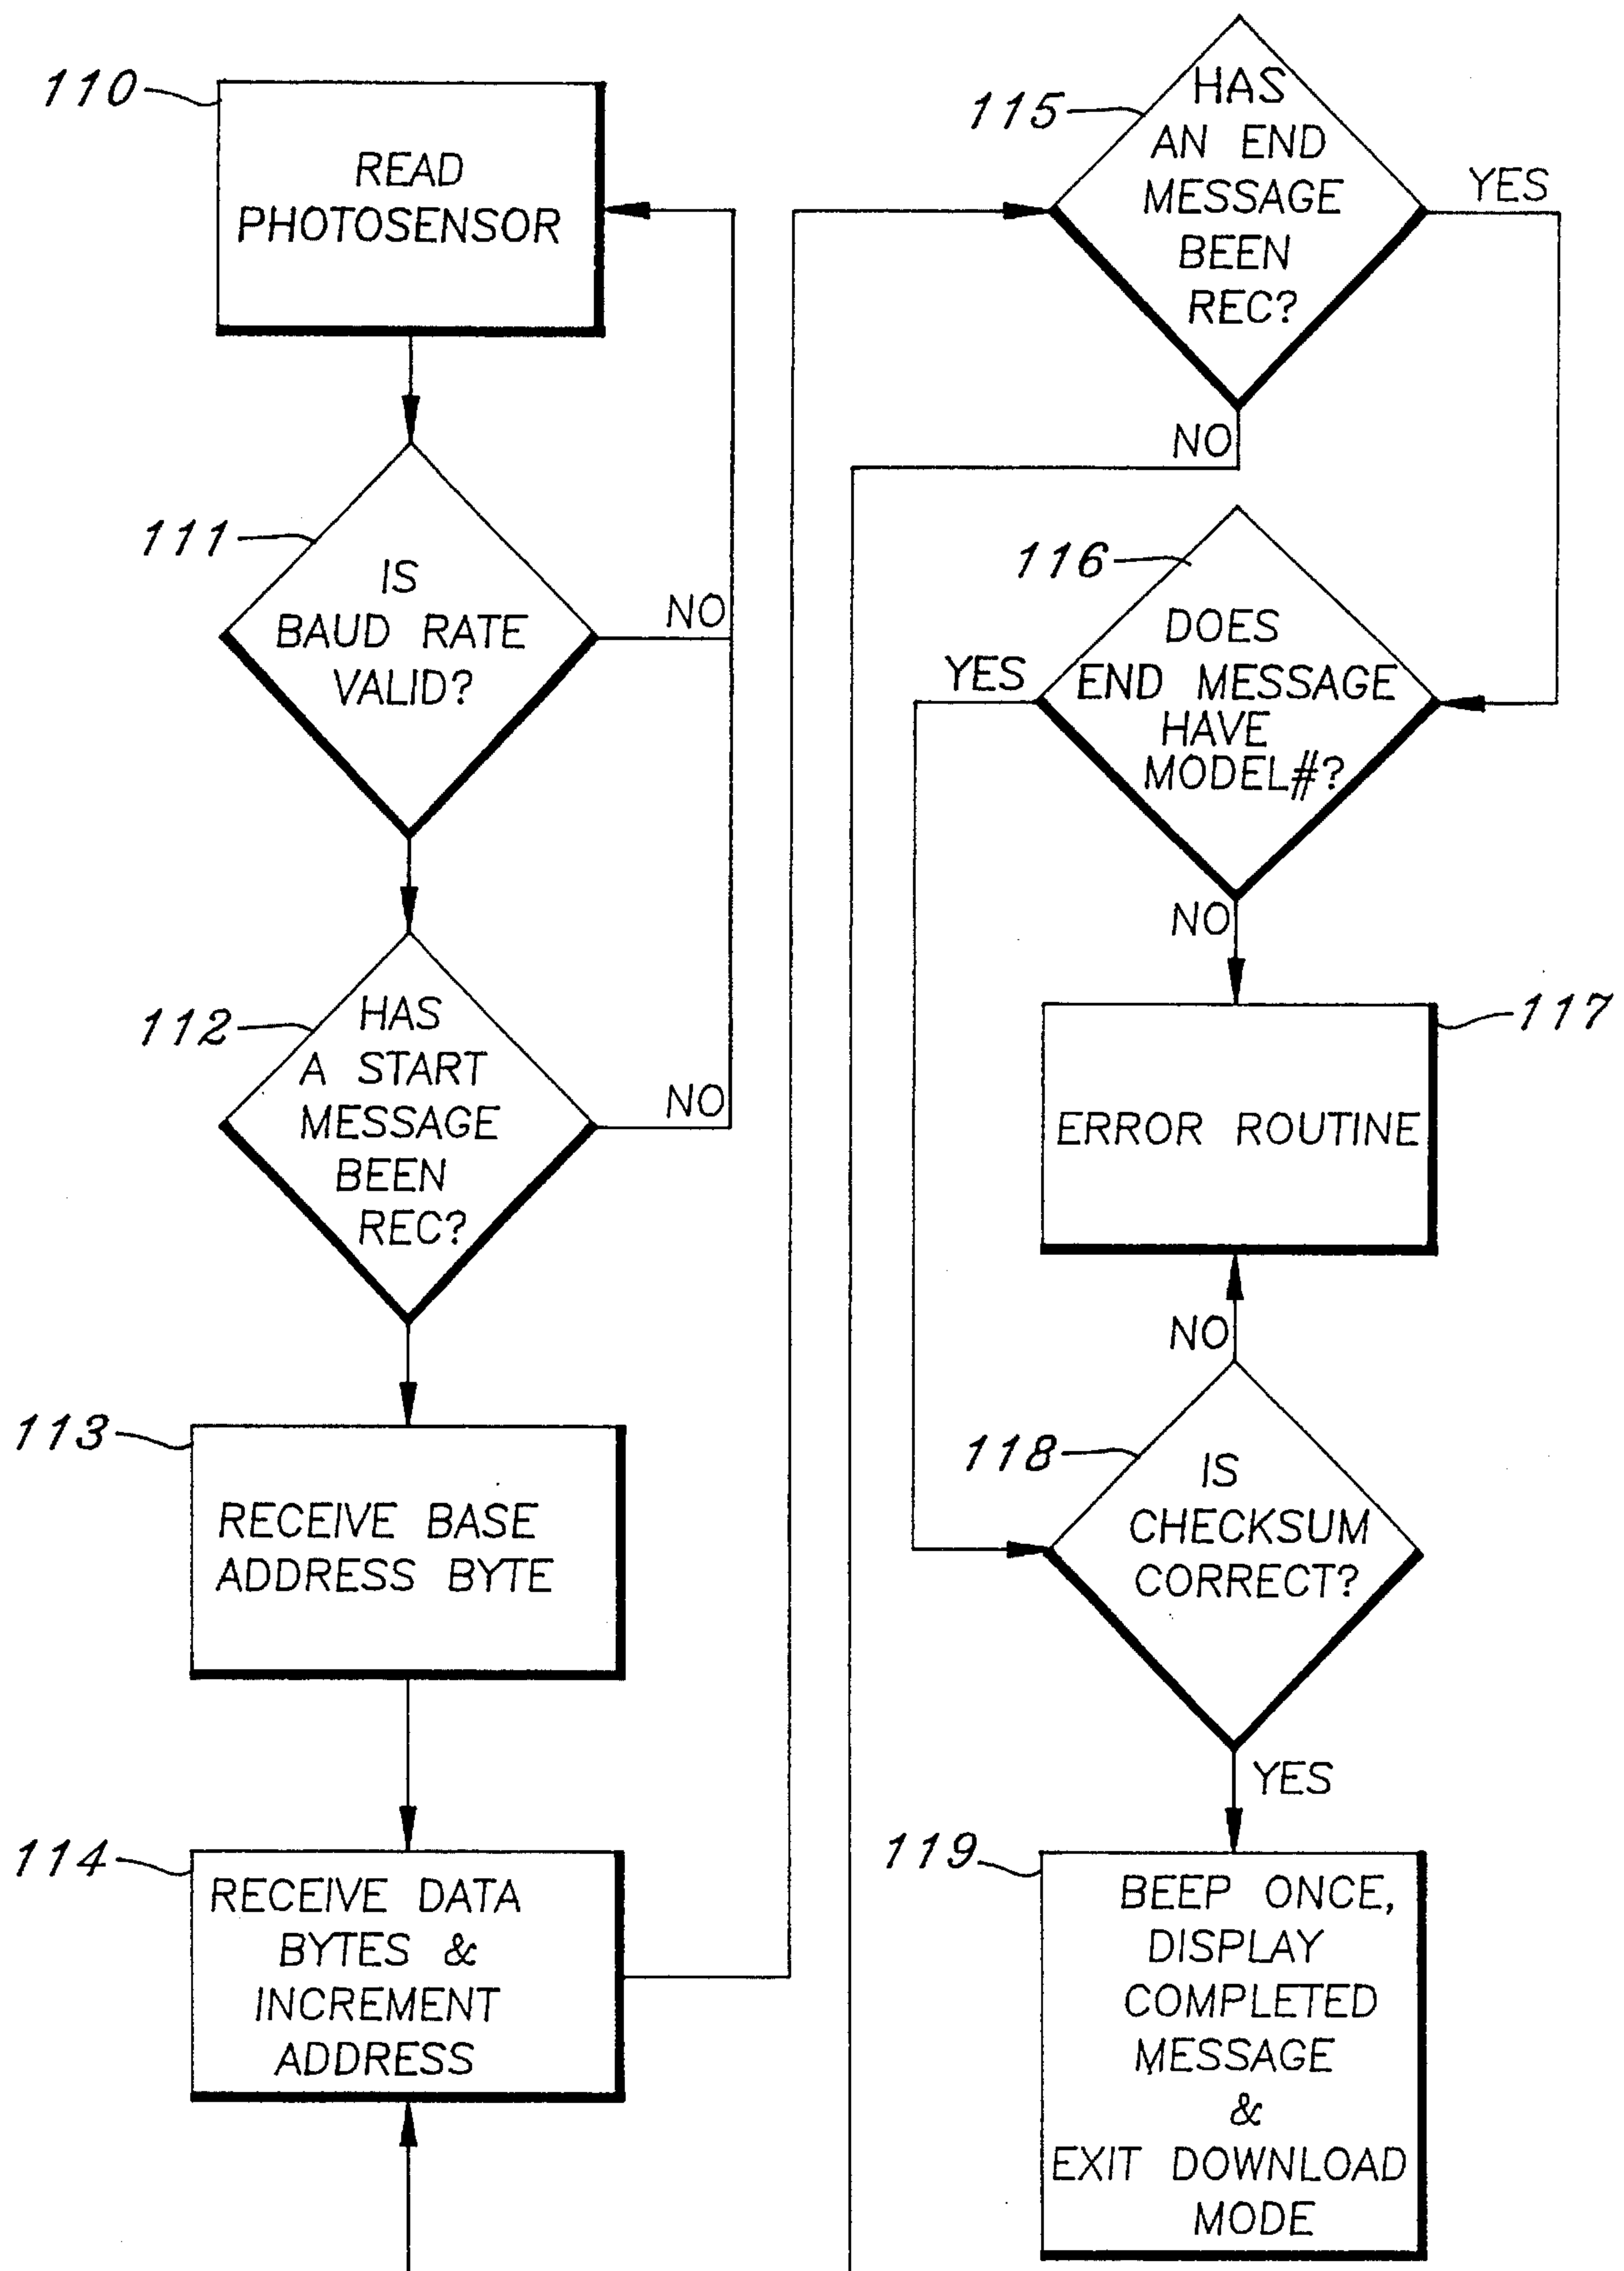 110
READ
PHOTOSENSOR
111
IS
BAUD RATE
VALID?
NO
112
HAS
A START
MESSAGE
BEEN
REC?
NO
113
RECEIVE BASE
ADDRESS BYTE
114
RECEIVE DATA
BYTES &
INCREMENT
ADDRESS
115
HAS
AN END
MESSAGE
BEEN
REC?
YES
NO
116
DOES
END MESSAGE
HAVE
MODEL#?
YES
NO
117
ERROR ROUTINE
NO
118
IS
CHECKSUM
CORRECT?
YES
119
BEEP ONCE,
DISPLAY
COMPLETED
MESSAGE
&
EXIT DOWNLOAD
MODE